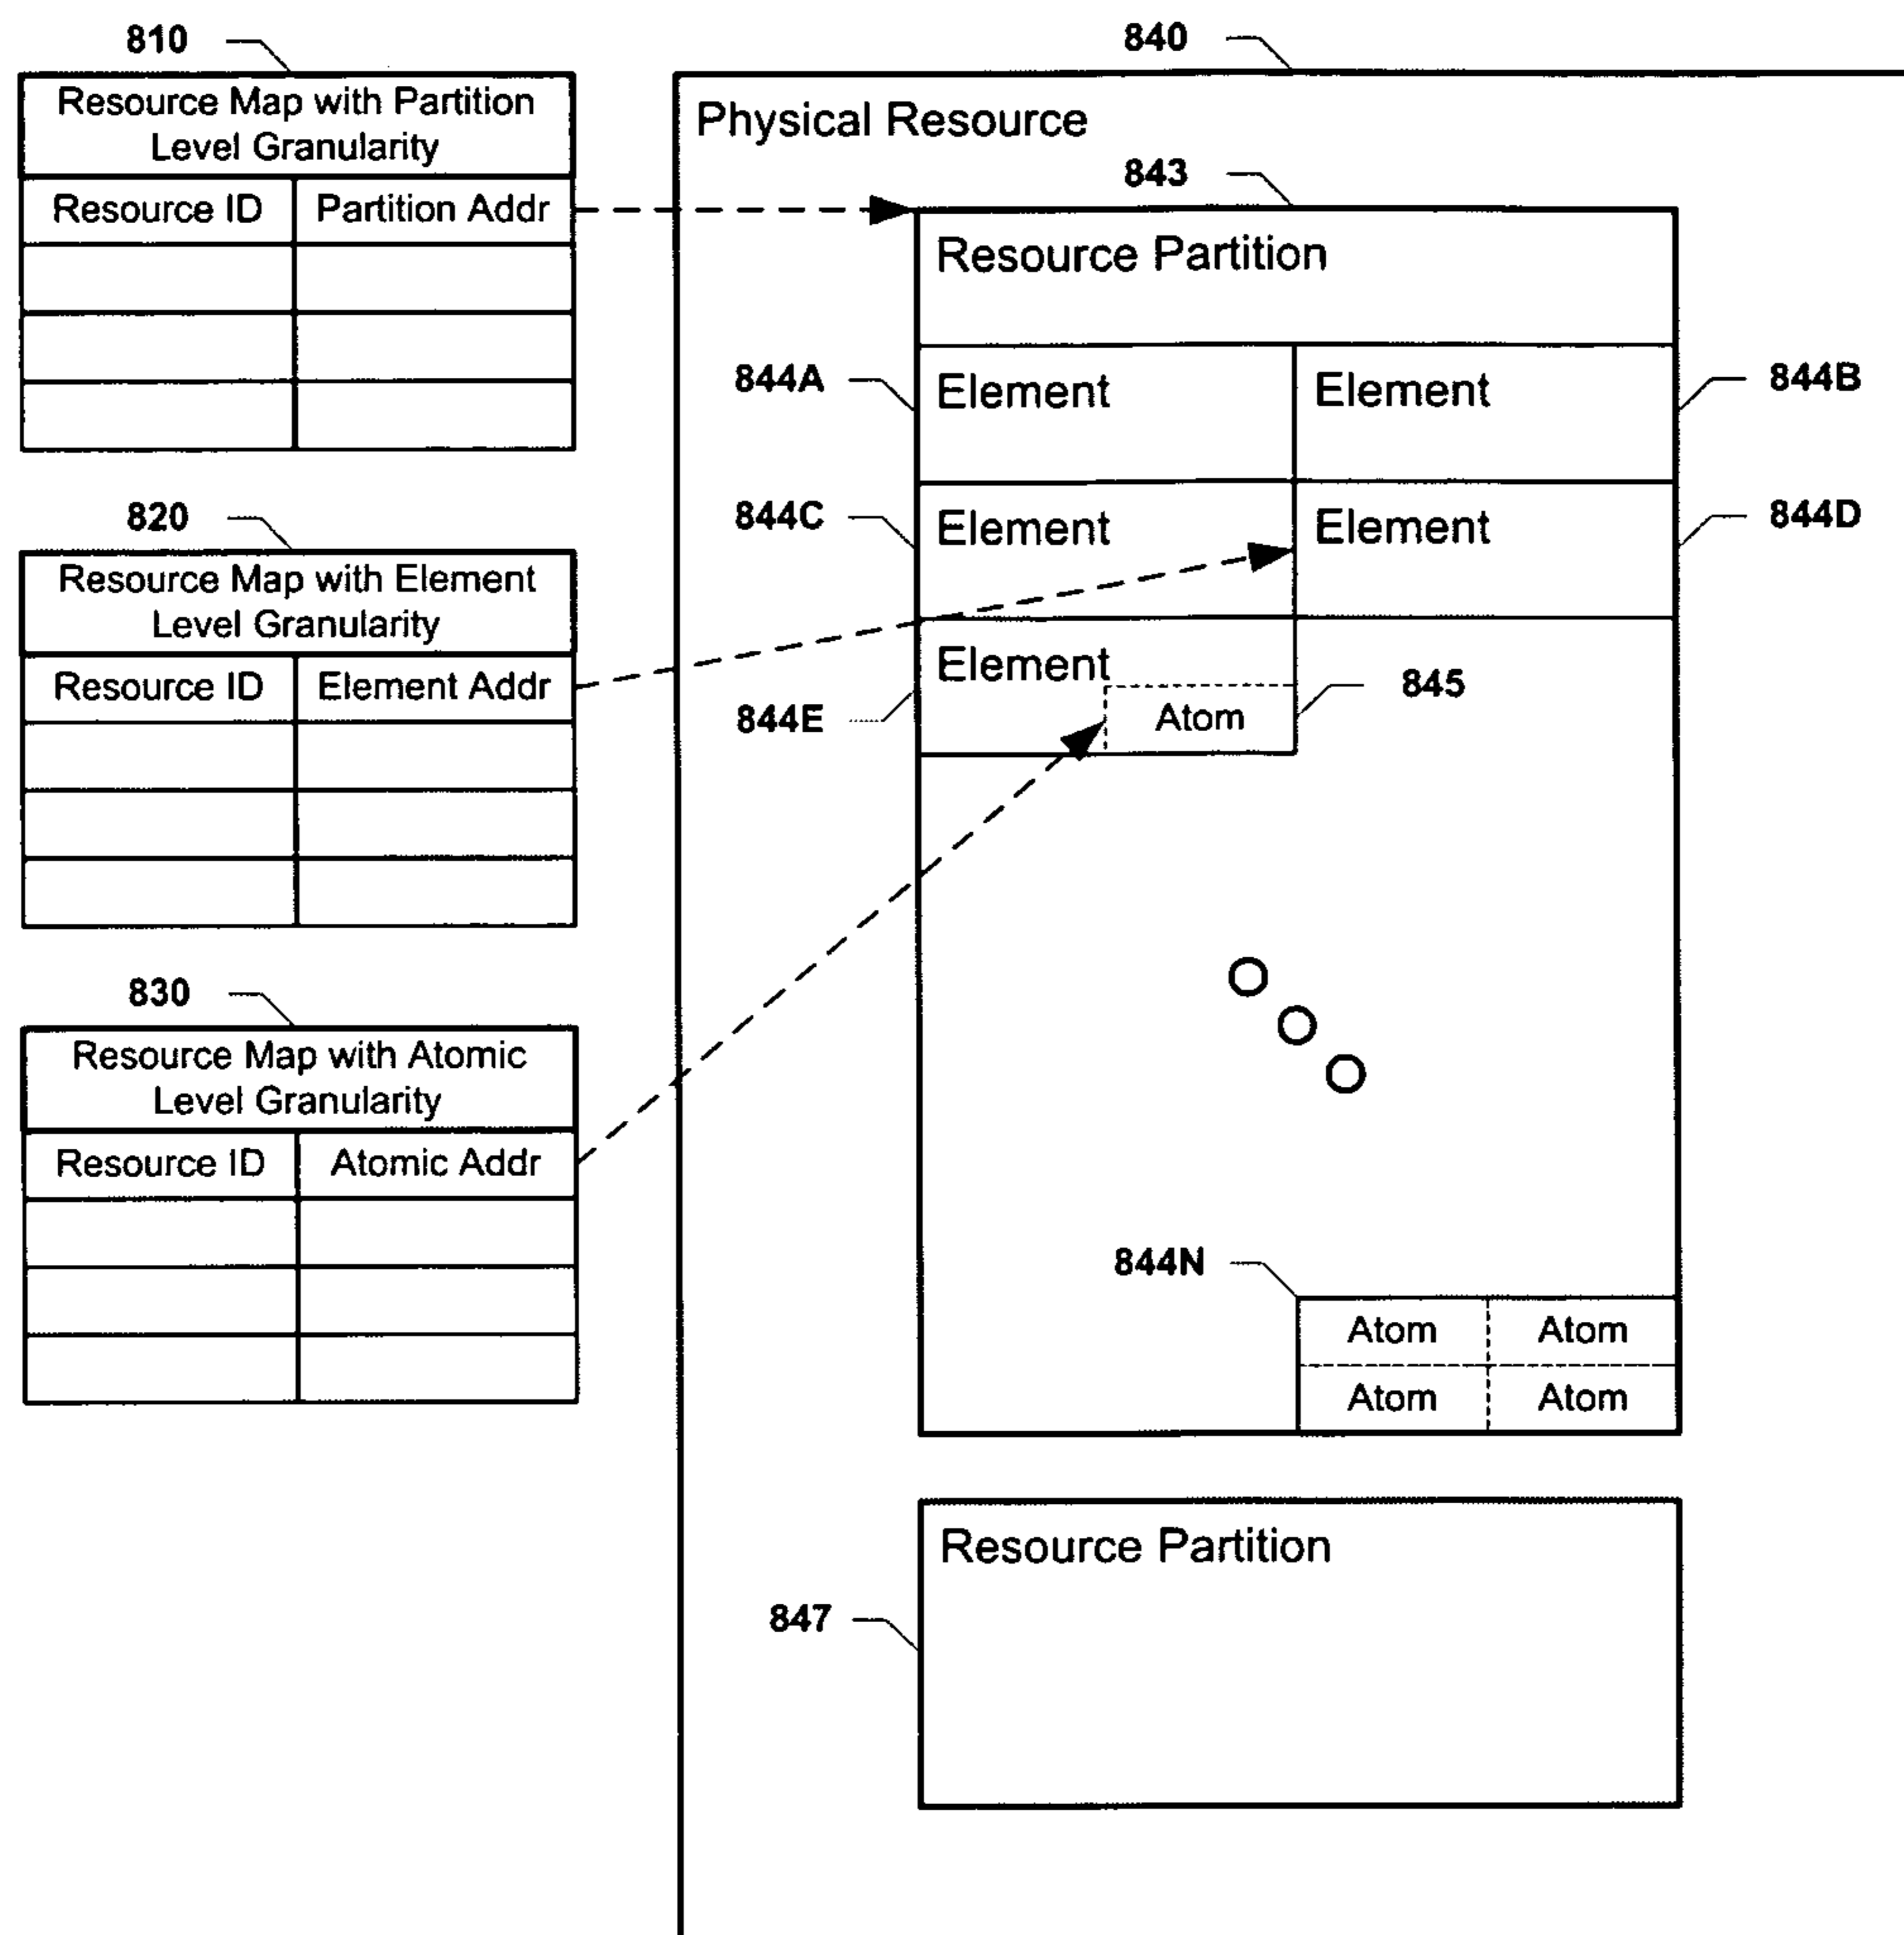 810
Resource Map with Partition
Level Granularity
Resource ID Partition Addr
820
Resource Map with Element
Level Granularity
Resource ID Element Addr
830
Resource Map with Atomic
Level Granularity
Resource ID Atomic Addr
840
Physical Resource
843
Resource Partition
844A Element Element 844B
844C Element Element 844D
Element
844E Atom 845
844N
Atom Atom
Atom Atom
Resource Partition
847